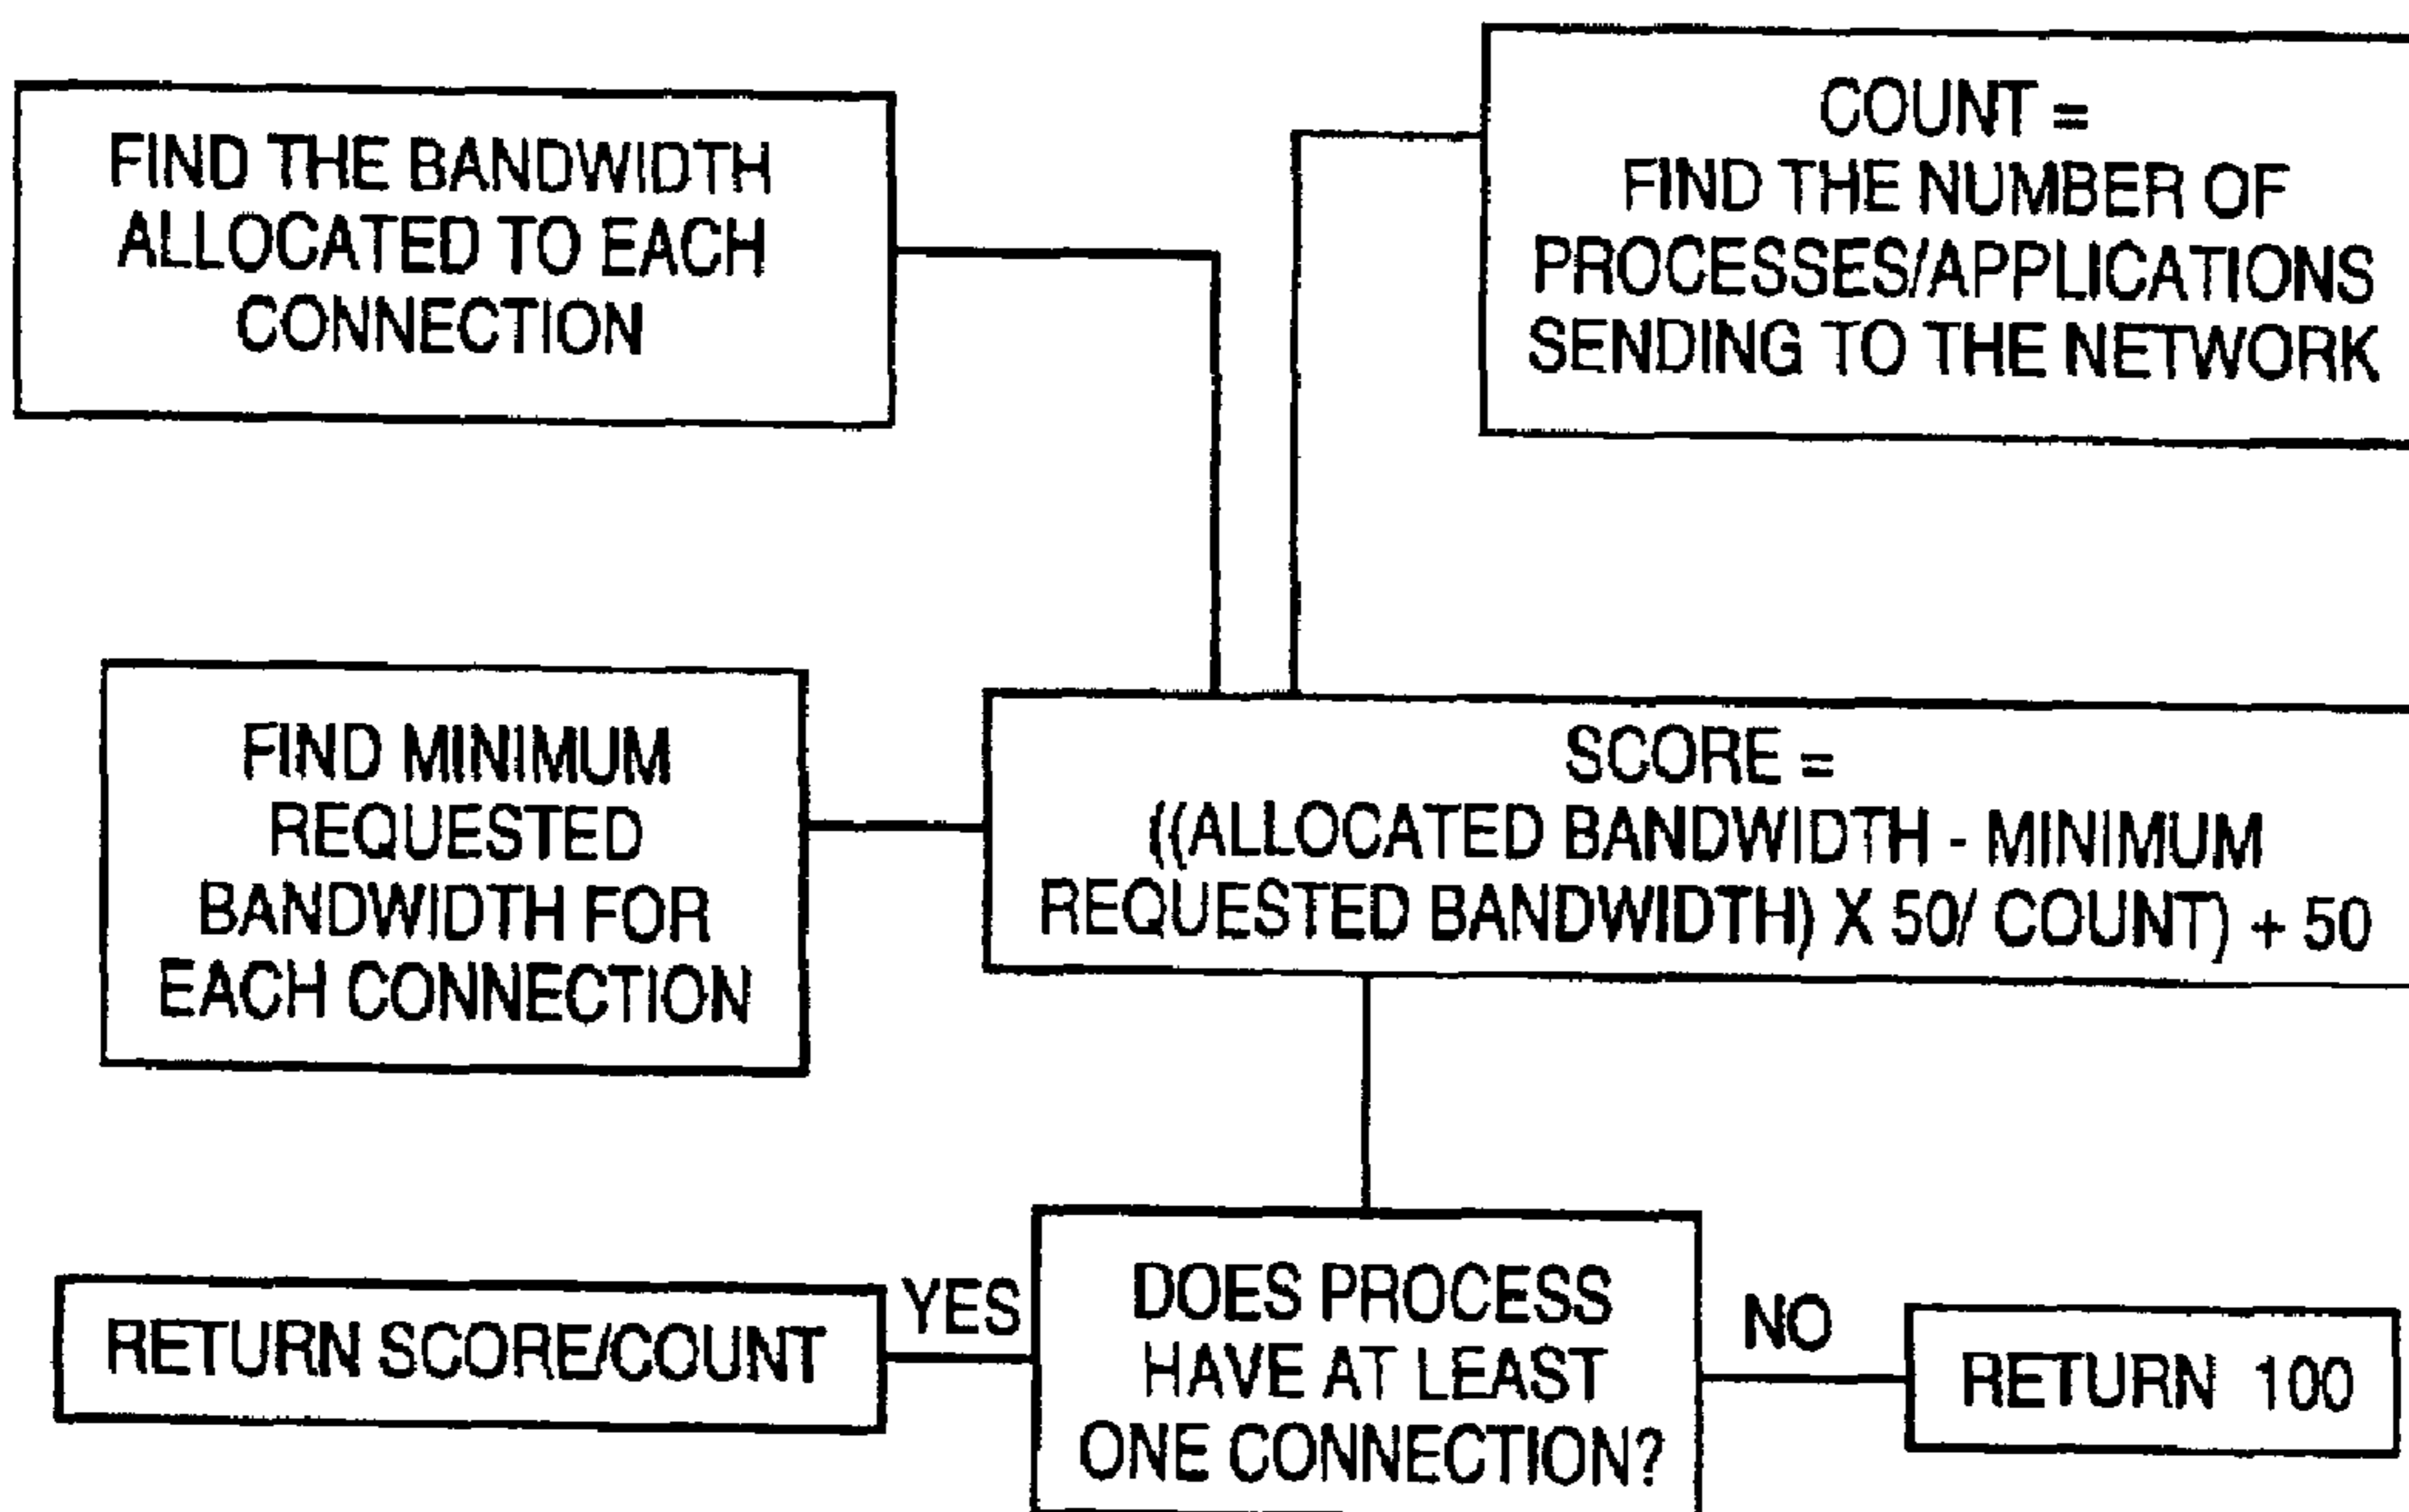 FIND THE BANDWIDTH
ALLOCATED TO EACH
CONNECTION
COUNT =
FIND THE NUMBER OF
PROCESSES/APPLICATIONS
SENDING TO THE NETWORK
FIND MINIMUM
REQUESTED
BANDWIDTH FOR
EACH CONNECTION
SCORE =
((ALLOCATED BANDWIDTH - MINIMUM
REQUESTED BANDWIDTH) X 50/ COUNT) + 50
RETURN SCORE/COUNT
YES
DOES PROCESS
HAVE AT LEAST
ONE CONNECTION?
NO
RETURN 100